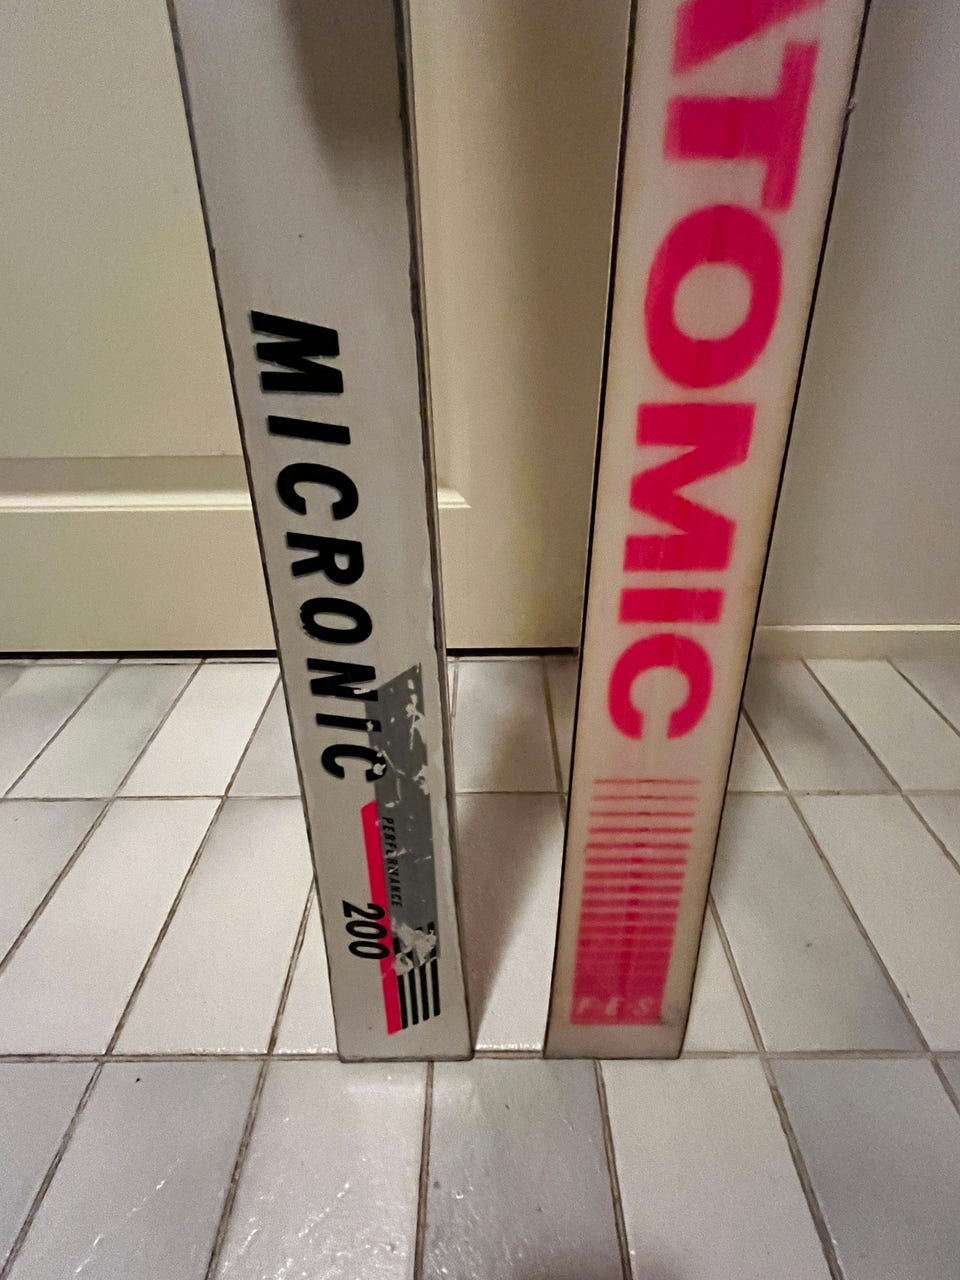 MICRONIC
PERFORMANCE
200
ATOMIC
F.E.S